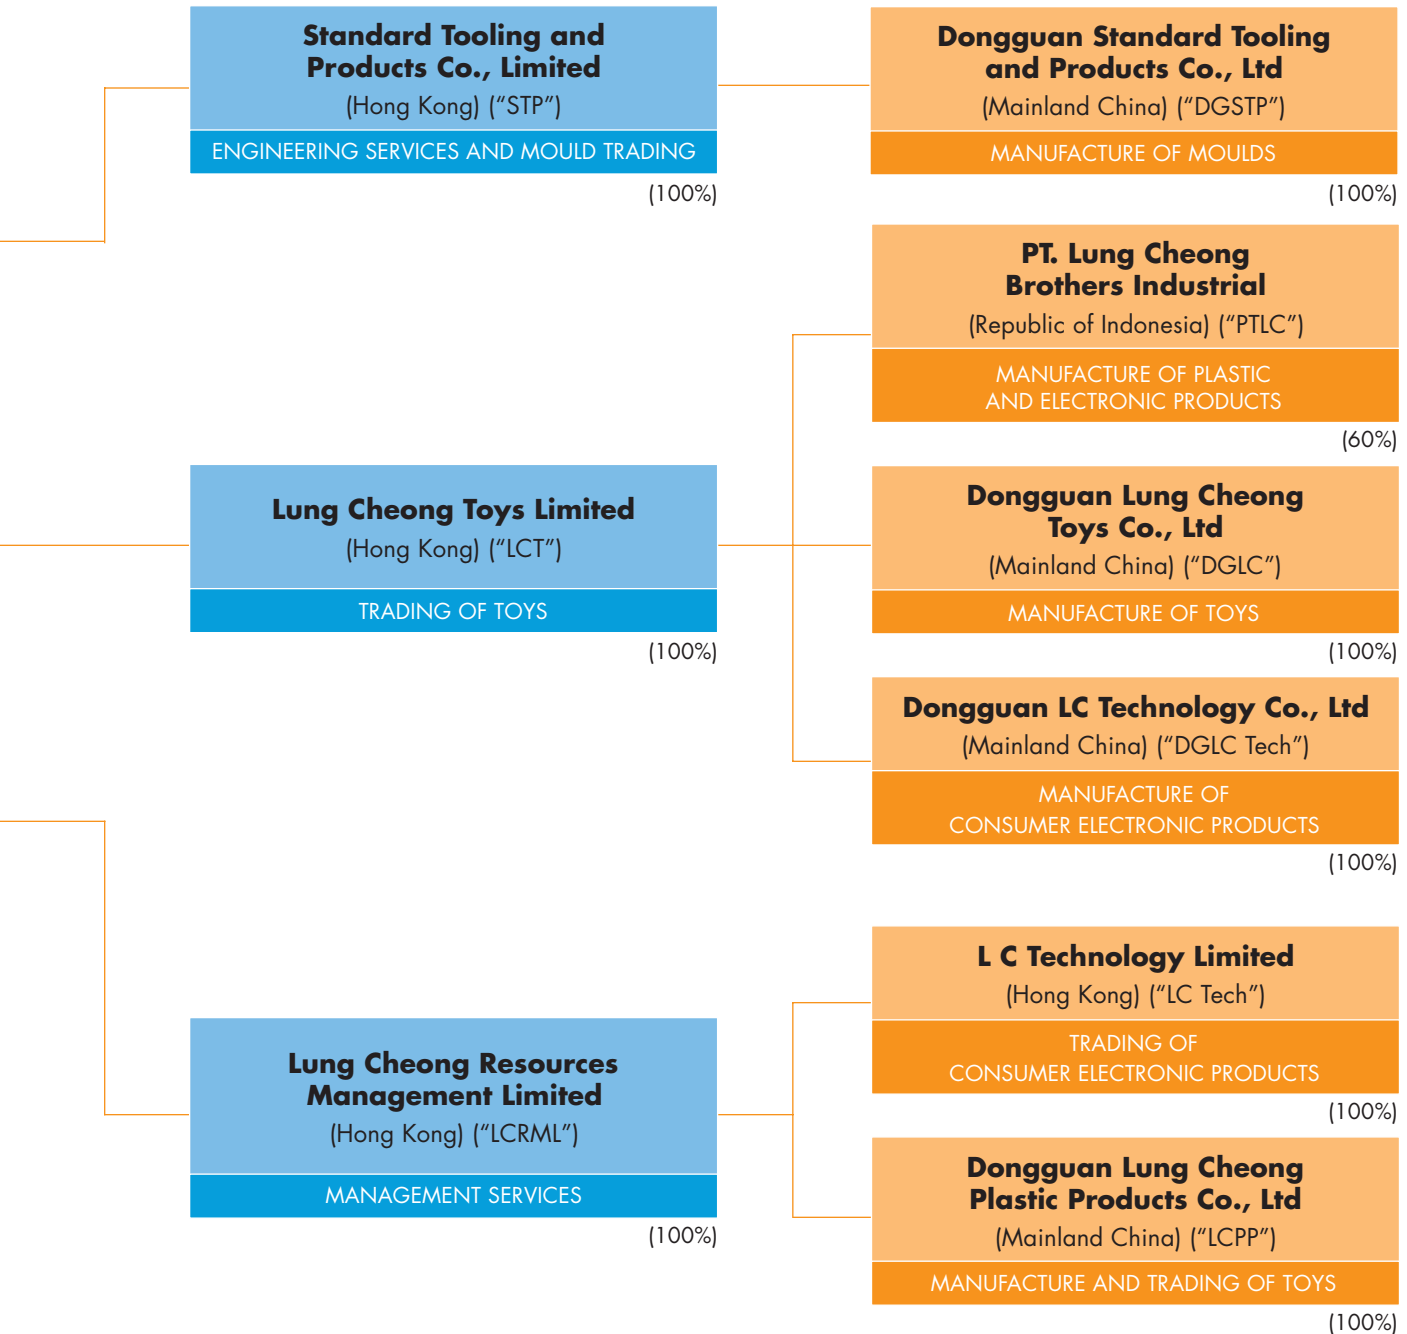 Standard Tooling and
Products Co., Limited
(Hong Kong) (“STP”)
ENGINEERING SERVICES AND MOULD TRADING
(100%)
Dongguan Standard Tooling
and Products Co., Ltd
(Mainland China) (“DGSTP”)
MANUFACTURE OF MOULDS
(100%)
PT. Lung Cheong
Brothers Industrial
(Republic of Indonesia) (“PTLC”)
MANUFACTURE OF PLASTIC
AND ELECTRONIC PRODUCTS
(60%)
Lung Cheong Toys Limited
(Hong Kong) (“LCT”)
TRADING OF TOYS
(100%)
Dongguan Lung Cheong
Toys Co., Ltd
(Mainland China) (“DGLC”)
MANUFACTURE OF TOYS
(100%)
Dongguan LC Technology Co., Ltd
(Mainland China) (“DGLC Tech”)
MANUFACTURE OF
CONSUMER ELECTRONIC PRODUCTS
(100%)
L C Technology Limited
(Hong Kong) (“LC Tech”)
TRADING OF
CONSUMER ELECTRONIC PRODUCTS
(100%)
Lung Cheong Resources
Management Limited
(Hong Kong) (“LCRML”)
MANAGEMENT SERVICES
(100%)
Dongguan Lung Cheong
Plastic Products Co., Ltd
(Mainland China) (“LCPP”)
MANUFACTURE AND TRADING OF TOYS
(100%)